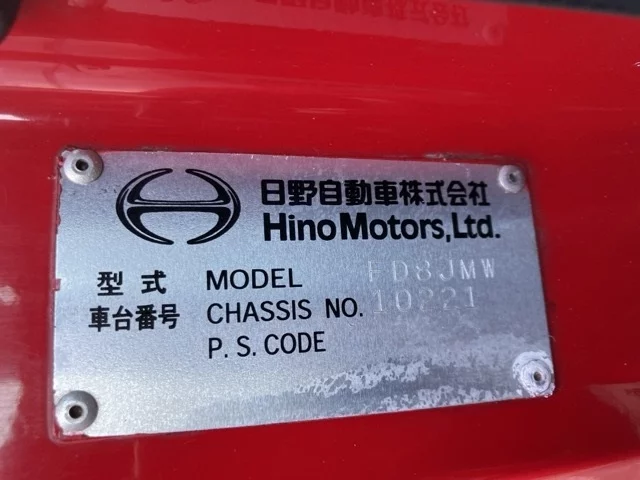 日野自動車株式会社
Hino Motors, Ltd.
型式 MODEL FD8JMW
車台番号 CHASSIS NO. 10221
P. S. CODE